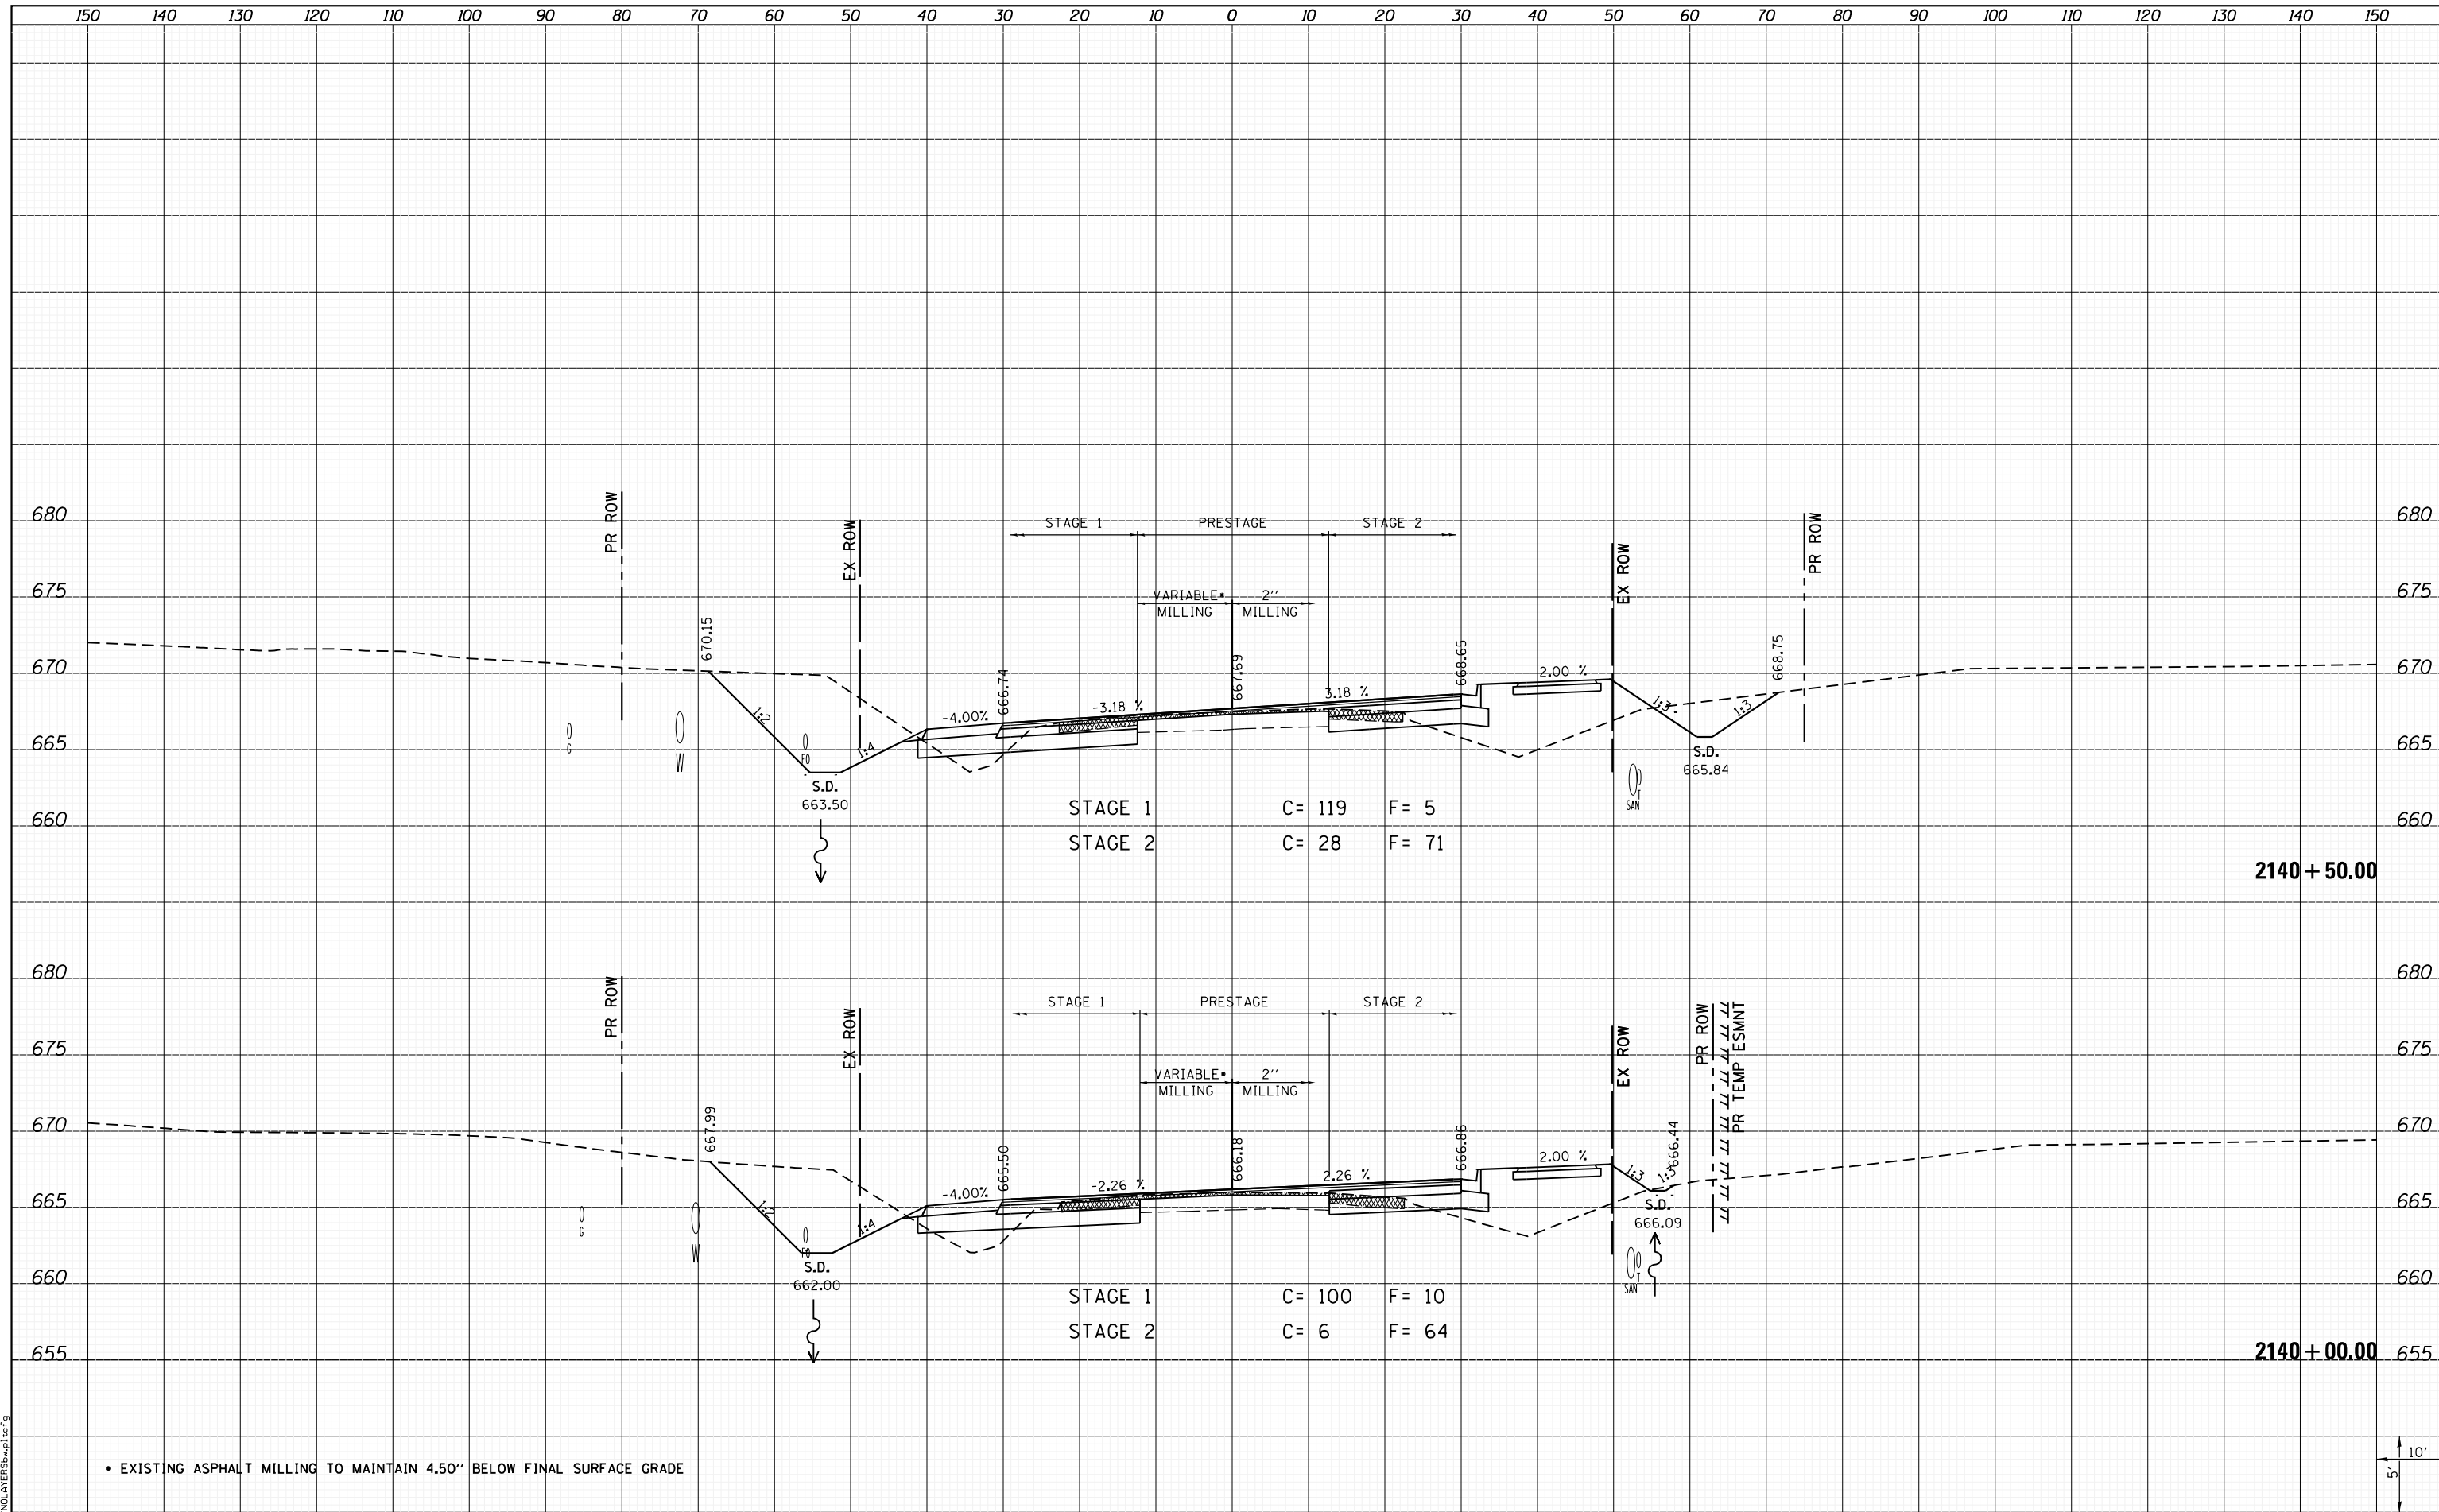 150 140 130 120 110 100 90 80 70 60 50 40 30 20 10 0 10 20 30 40 50 60 70 80 90 100 110 120 130 140 150
680 PR ROW EX ROW STAGE 1 PRESTAGE STAGE 2 EX ROW PR ROW 680
675 VARIABLE• 2'' 675
MILLING MILLING
670 670.15 666.74 667.69 668.65 2.00 % 668.75 670
1:2 -4.00% -3.18 % 3.18 % 1:3 1:3
665 G W FO 1:4 S.D. 665
S.D. 665.84
663.50 SAN T
660 STAGE 1 C= 119 F= 5 660
STAGE 2 C= 28 F= 71
2140 + 50.00
680 PR ROW EX ROW STAGE 1 PRESTAGE STAGE 2 EX ROW PR ROW PR TEMP ESMNT 680
675 VARIABLE• 2'' 675
MILLING MILLING
670 667.99 665.50 666.18 666.86 2.00 % 666.44 670
1:2 -4.00% -2.26 % 2.26 % 1:3 1:3
665 G W FO 1:4 S.D. 665
S.D. 666.09
660 662.00 SAN T 660
STAGE 1 C= 100 F= 10
STAGE 2 C= 6 F= 64
655 2140 + 00.00 655
• EXISTING ASPHALT MILLING TO MAINTAIN 4.50'' BELOW FINAL SURFACE GRADE
10'
5'